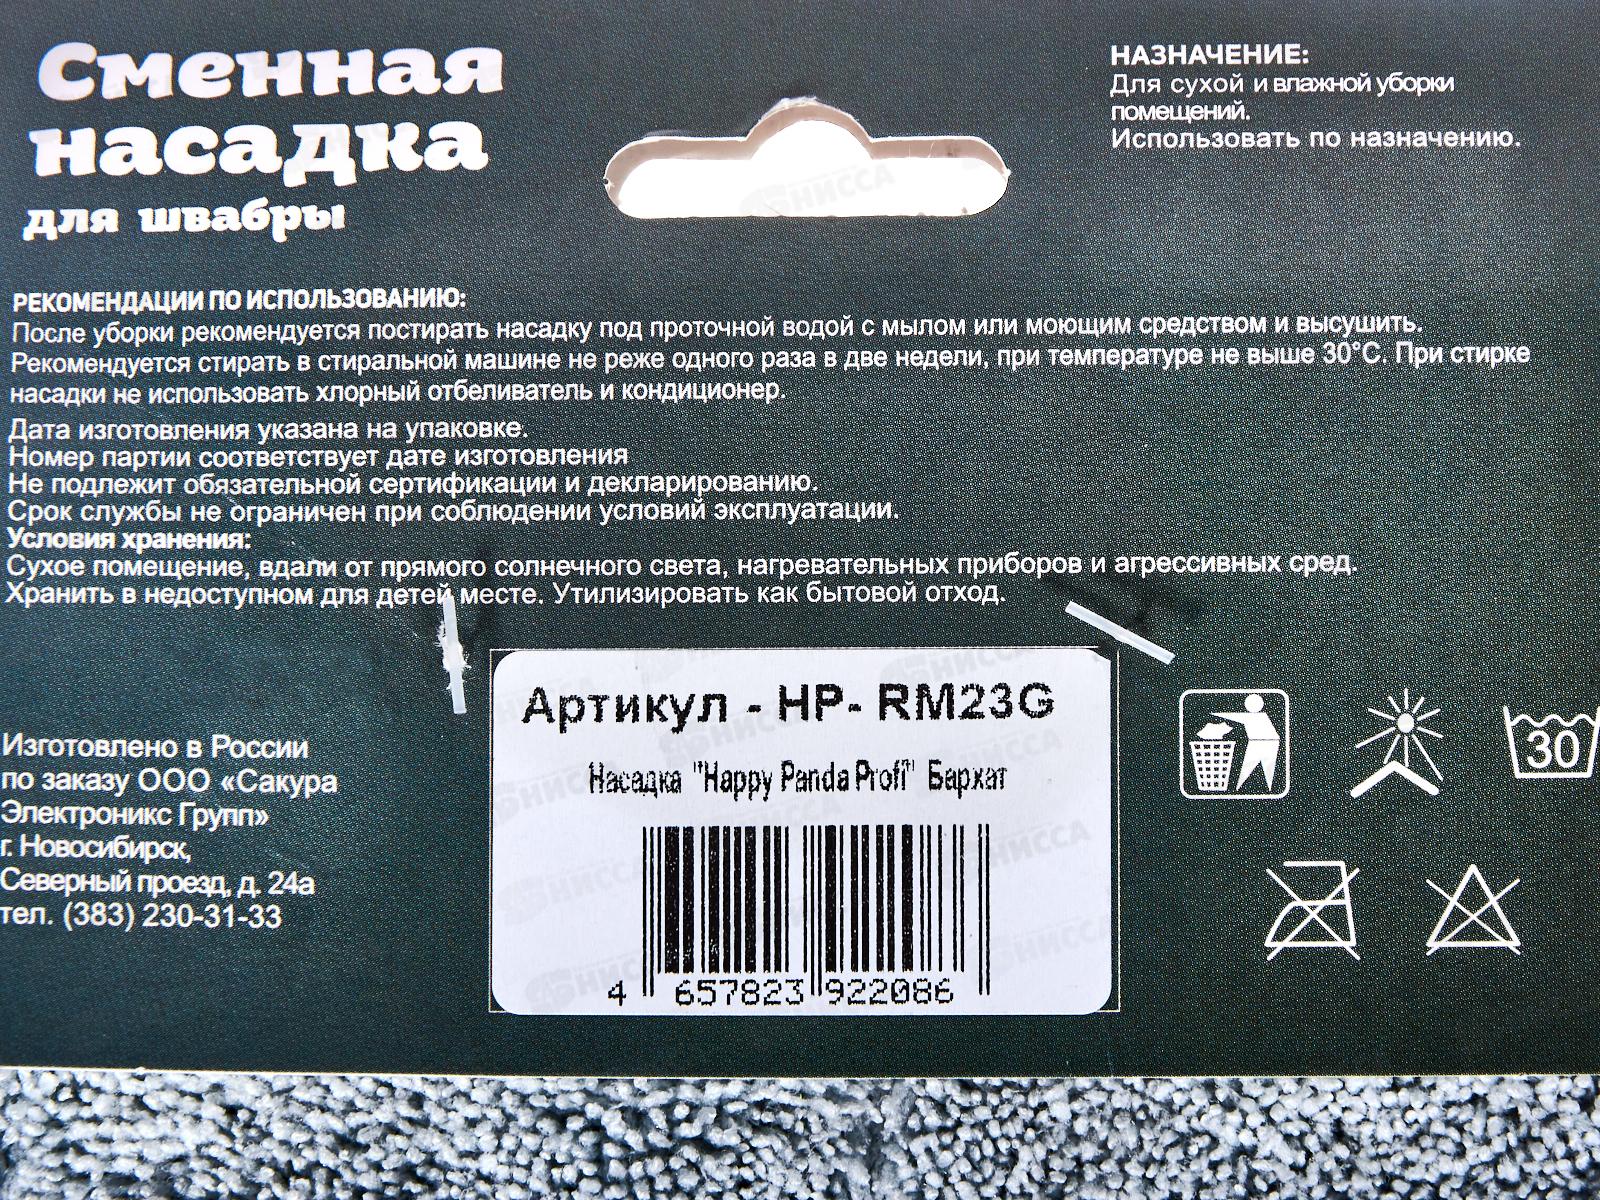 Сменная
насадка
для швабры
НАЗНАЧЕНИЕ:
Для сухой и влажной уборки
помещений.
Использовать по назначению.
РЕКОМЕНДАЦИИ ПО ИСПОЛЬЗОВАНИЮ:
После уборки рекомендуется постирать насадку под проточной водой с мылом или моющим средством и высушить.
Рекомендуется стирать в стиральной машине не реже одного раза в две недели, при температуре не выше 30°С. При стирке
насадки не использовать хлорный отбеливатель и кондиционер.
Дата изготовления указана на упаковке.
Номер партии соответствует дате изготовления
Не подлежит обязательной сертификации и декларированию.
Срок службы не ограничен при соблюдении условий эксплуатации.
Условия хранения:
Сухое помещение, вдали от прямого солнечного света, нагревательных приборов и агрессивных сред.
Хранить в недоступном для детей месте. Утилизировать как бытовой отход.
Изготовлено в России
по заказу ООО «Сакура
Электроникс Групп»
г. Новосибирск,
Северный проезд, д. 24а
тел. (383) 230-31-33
Артикул - HP- RM23G
Насадка "Happy Panda Profi" Бархат
4 657823 922086
30